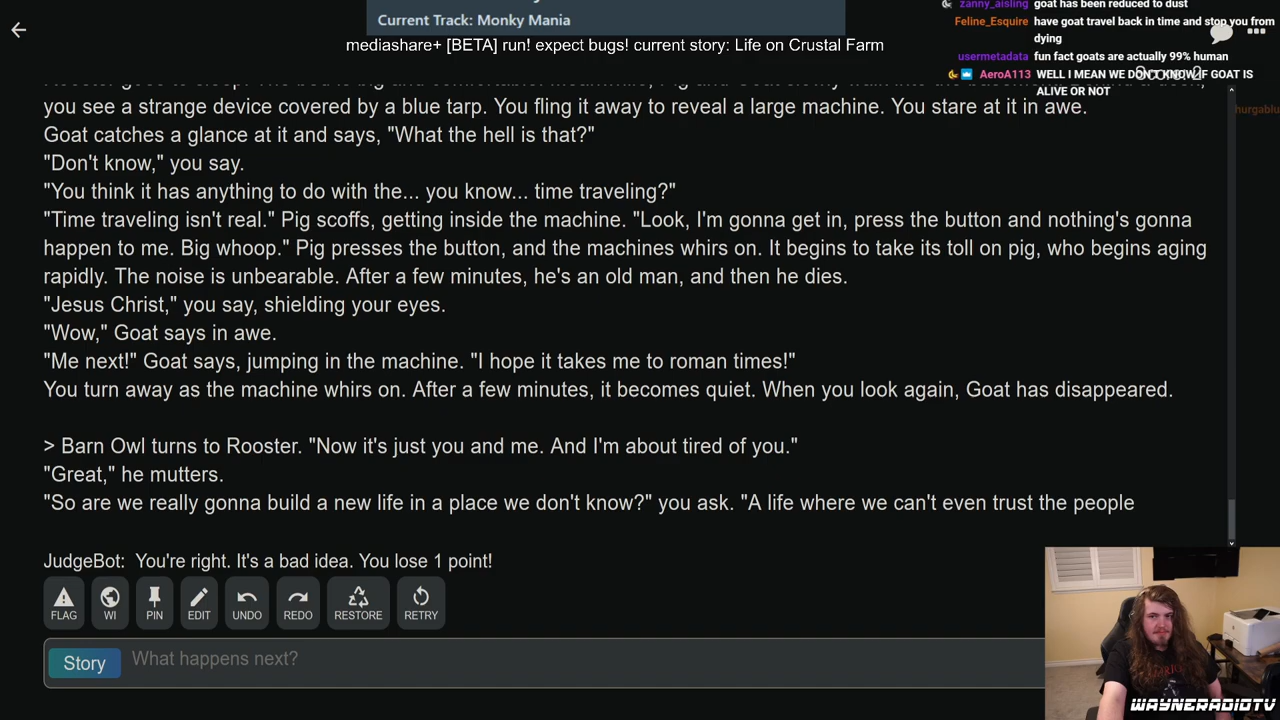 Current Track: Monky Mania
mediashare+ [BETA] run! expect bugs! current story: Life on Crustal Farm
zanny_aisling goat has been reduced to dust
Feline_Esquire have goat travel back in time and stop you from
dying
usermetadata fun fact goats are actually 99% human
AeroA113 WELL I MEAN WE DON'T KNOW IF GOAT IS
ALIVE OR NOT
hurgablu
you see a strange device covered by a blue tarp. You fling it away to reveal a large machine. You stare at it in awe.
Goat catches a glance at it and says, "What the hell is that?"
"Don't know," you say.
"You think it has anything to do with the... you know... time traveling?"
"Time traveling isn't real." Pig scoffs, getting inside the machine. "Look, I'm gonna get in, press the button and nothing's gonna
happen to me. Big whoop." Pig presses the button, and the machines whirs on. It begins to take its toll on pig, who begins aging
rapidly. The noise is unbearable. After a few minutes, he's an old man, and then he dies.
"Jesus Christ," you say, shielding your eyes.
"Wow," Goat says in awe.
"Me next!" Goat says, jumping in the machine. "I hope it takes me to roman times!"
You turn away as the machine whirs on. After a few minutes, it becomes quiet. When you look again, Goat has disappeared.
> Barn Owl turns to Rooster. "Now it's just you and me. And I'm about tired of you."
"Great," he mutters.
"So are we really gonna build a new life in a place we don't know?" you ask. "A life where we can't even trust the people
JudgeBot: You're right. It's a bad idea. You lose 1 point!
FLAG WI PIN EDIT UNDO REDO RESTORE RETRY
Story What happens next?
WAYNERADIOTV